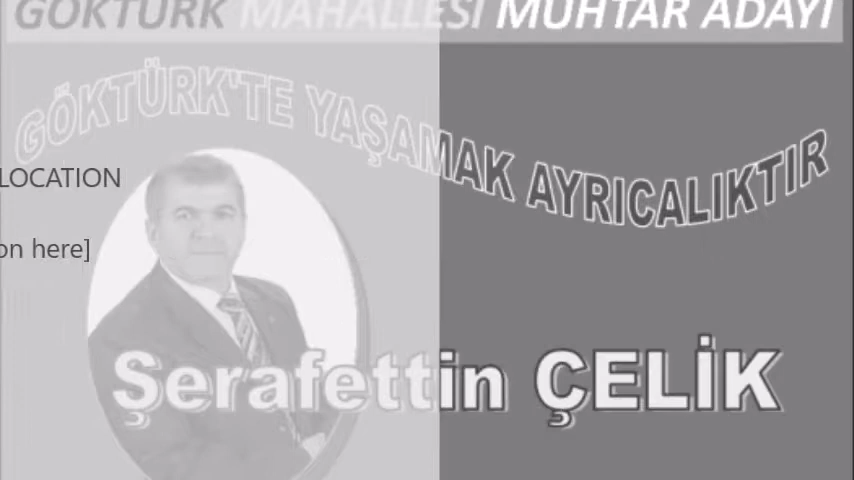 GÖKTÜRK MAHALLESİ MUHTAR ADAYI
GÖKTÜRK'TE YAŞAMAK AYRICALIKTIR
LOCATION
on here]
Şerafettin ÇELİK